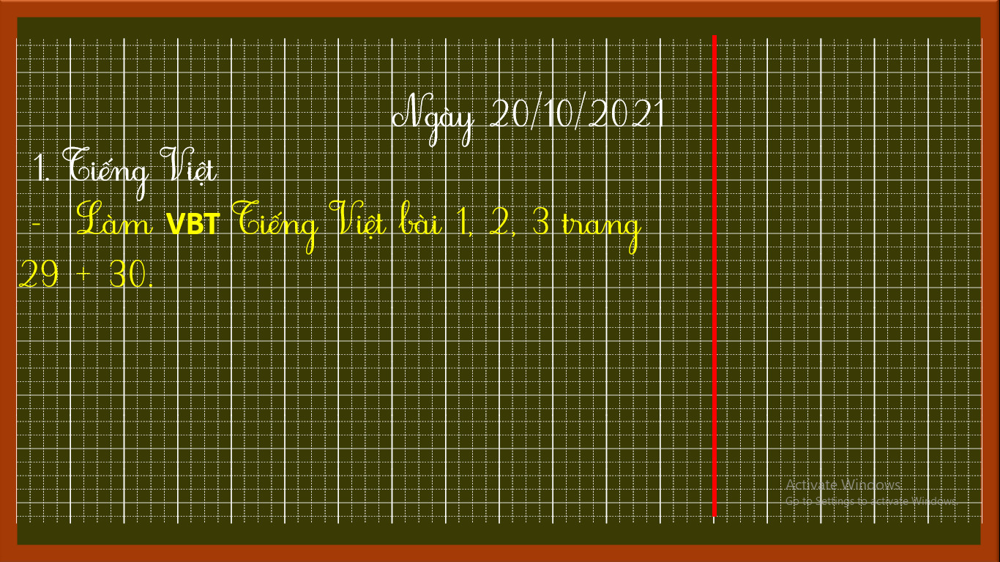 Ngày 20/10/2021
1. Tiếng Việt
- Làm VBT Tiếng Việt bài 1, 2, 3 trang
29 + 30.
Activate Windows
Go to Settings to activate Windows.